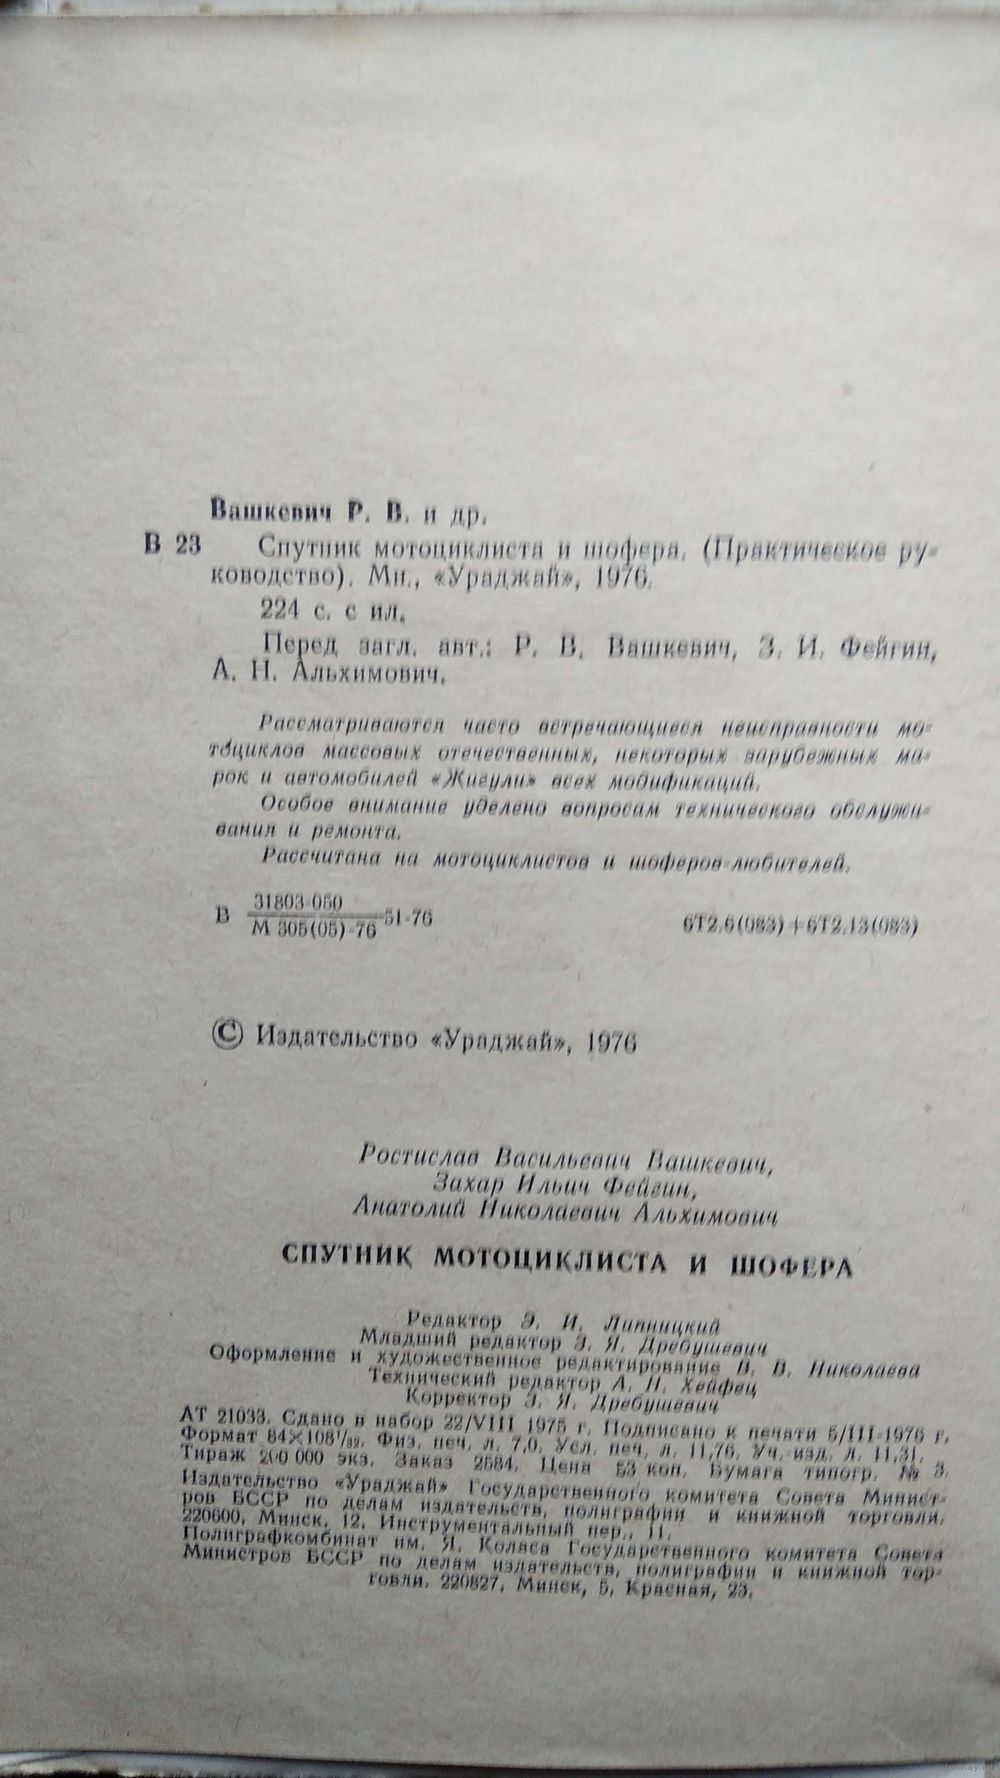 Вашкевич Р. В. и др.
В 23 Спутник мотоциклиста и шофера. (Практическое ру-
ководство). Мн., «Ураджай», 1976.
224 с. с ил.
Перед загл. авт.: Р. В. Вашкевич, З. И. Фейгин,
А. Н. Альхимович.
Рассматриваются часто встречающиеся неисправности мо-
тоциклов массовых отечественных, некоторых зарубежных ма-
рок и автомобилей «Жигули» всех модификаций.
Особое внимание уделено вопросам технического обслужи-
вания и ремонта.
Рассчитана на мотоциклистов и шоферов-любителей.
31803-050
В 51-76 6Т2.6(083)+6Т2.13(083)
М 305(05)-76
© Издательство «Ураджай», 1976
Ростислав Васильевич Вашкевич,
Захар Ильич Фейгин,
Анатолий Николаевич Альхимович
СПУТНИК МОТОЦИКЛИСТА И ШОФЕРА
Редактор Э. И. Липницкий
Младший редактор З. Я. Дребушевич
Оформление и художественное редактирование В. В. Николаева
Технический редактор А. Н. Хейфец
Корректор З. Я. Дребушевич
АТ 21033. Сдано в набор 22/VIII 1975 г. Подписано к печати 5/III-1976 г.
Формат 84×108¹/₃₂. Физ. печ. л. 7,0. Усл. печ. л. 11,76. Уч.-изд. л. 11,31.
Тираж 200 000 экз. Заказ 2584. Цена 53 коп. Бумага типогр. № 3.
Издательство «Ураджай» Государственного комитета Совета Минист-
ров БССР по делам издательств, полиграфии и книжной торговли.
220600, Минск, 12, Инструментальный пер., 11.
Полиграфкомбинат им. Я. Коласа Государственного комитета Совета
Министров БССР по делам издательств, полиграфии и книжной тор-
говли. 220827, Минск, 5, Красная, 23.